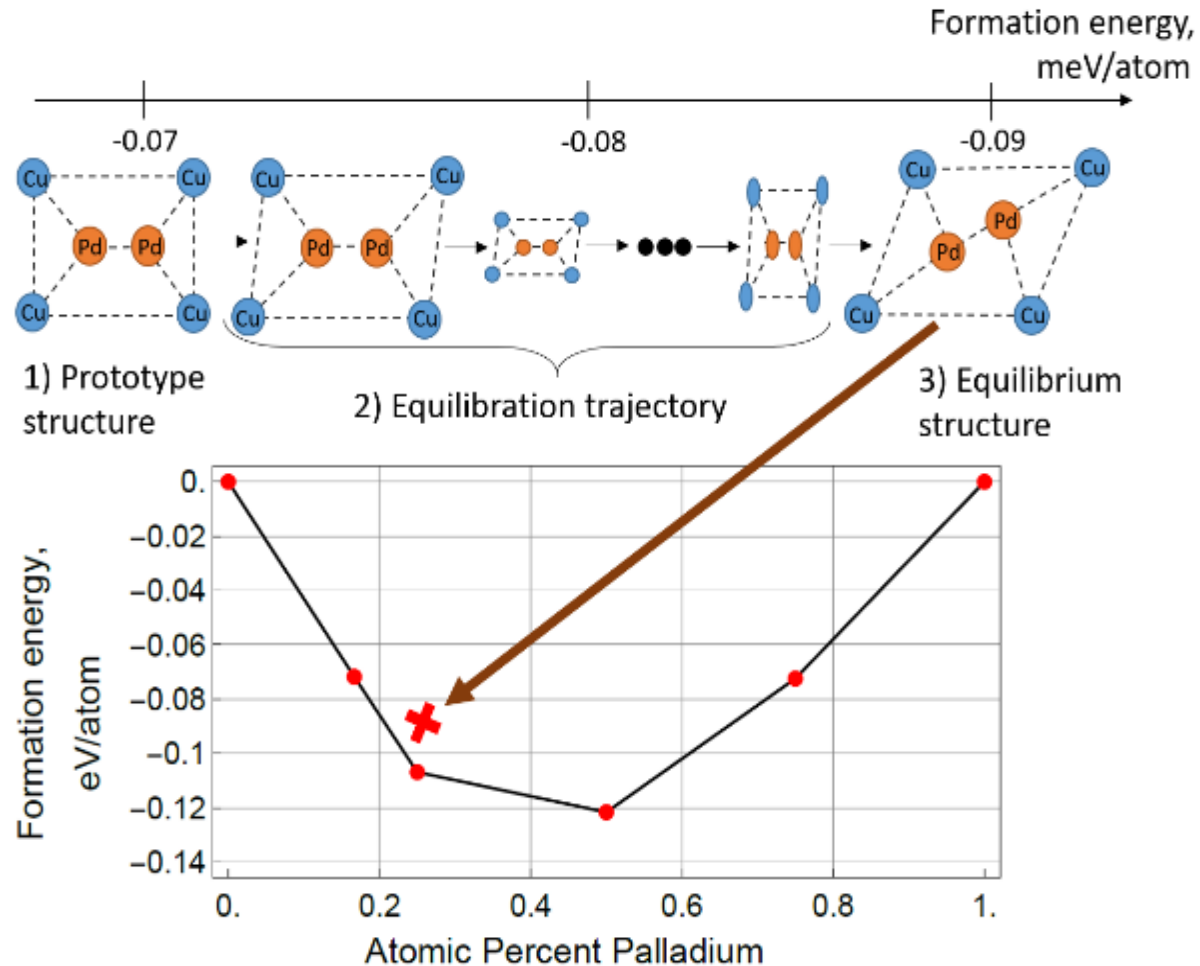 Formation energy,
meV/atom
-0.07
-0.08
-0.09
Cu Cu Cu Cu Cu Cu
Pd Pd Pd Pd Pd Pd
Cu Cu Cu Cu Cu Cu
1) Prototype
structure
2) Equilibration trajectory
3) Equilibrium
structure
Formation energy,
eV/atom
0.
−0.02
−0.04
−0.06
−0.08
−0.1
−0.12
−0.14
0. 0.2 0.4 0.6 0.8 1.
Atomic Percent Palladium